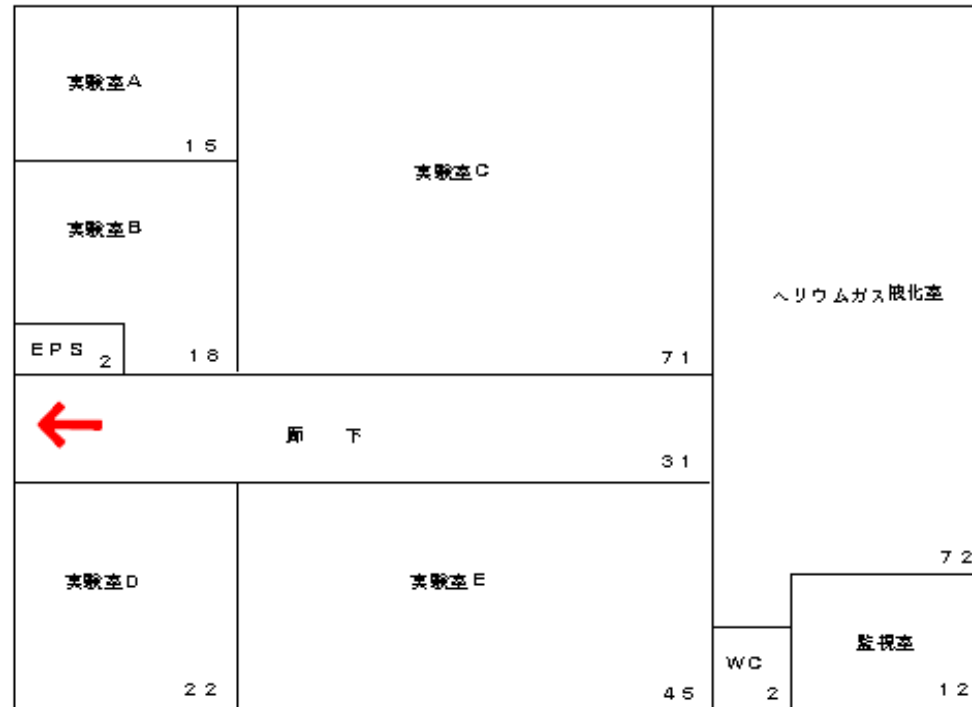 実験室A
１５
実験室C
実験室B
ヘリウムガス液化室
EPS
２
１８
７１
廊　下
３１
７２
実験室D
実験室E
監視室
WC
２２
４５
２
１２